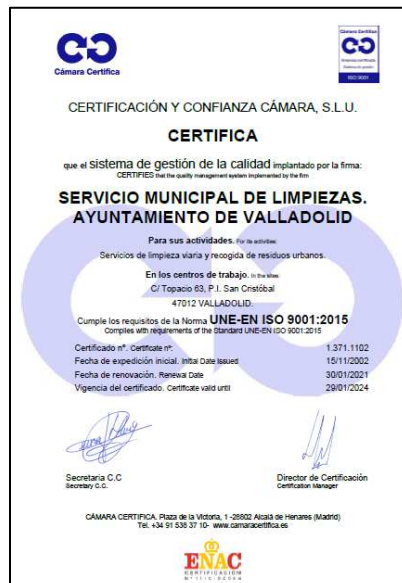 Cámara Certifica
Cámara Certifica
ISO 9001
CERTIFICACIÓN Y CONFIANZA CÁMARA, S.L.U.
CERTIFICA
que el sistema de gestión de la calidad implantado por la firma:
CERTIFIES that the quality management system implemented by the firm
SERVICIO MUNICIPAL DE LIMPIEZAS.
AYUNTAMIENTO DE VALLADOLID
Para sus actividades. For its activities:
Servicios de limpieza viaria y recogida de residuos urbanos.
En los centros de trabajo. In the sites:
C/ Topacio 63, P.I. San Cristóbal
47012 VALLADOLID.
Cumple los requisitos de la Norma UNE-EN ISO 9001:2015
Complies with requirements of the Standard UNE-EN ISO 9001:2015
Certificado nº. Certificate nº: 1.371.1102
Fecha de expedición inicial. Initial Date Issued 15/11/2002
Fecha de renovación. Renewal Date 30/01/2021
Vigencia del certificado. Certificate valid until 29/01/2024
Secretaria C.C Director de Certificación
Secretary C.C. Certification Manager
CÁMARA CERTIFICA. Plaza de la Victoria, 1 -28802 Alcalá de Henares (Madrid)
Tel. +34 91 538 37 10- www.camaracertifica.es
ENAC
CERTIFICACIÓN